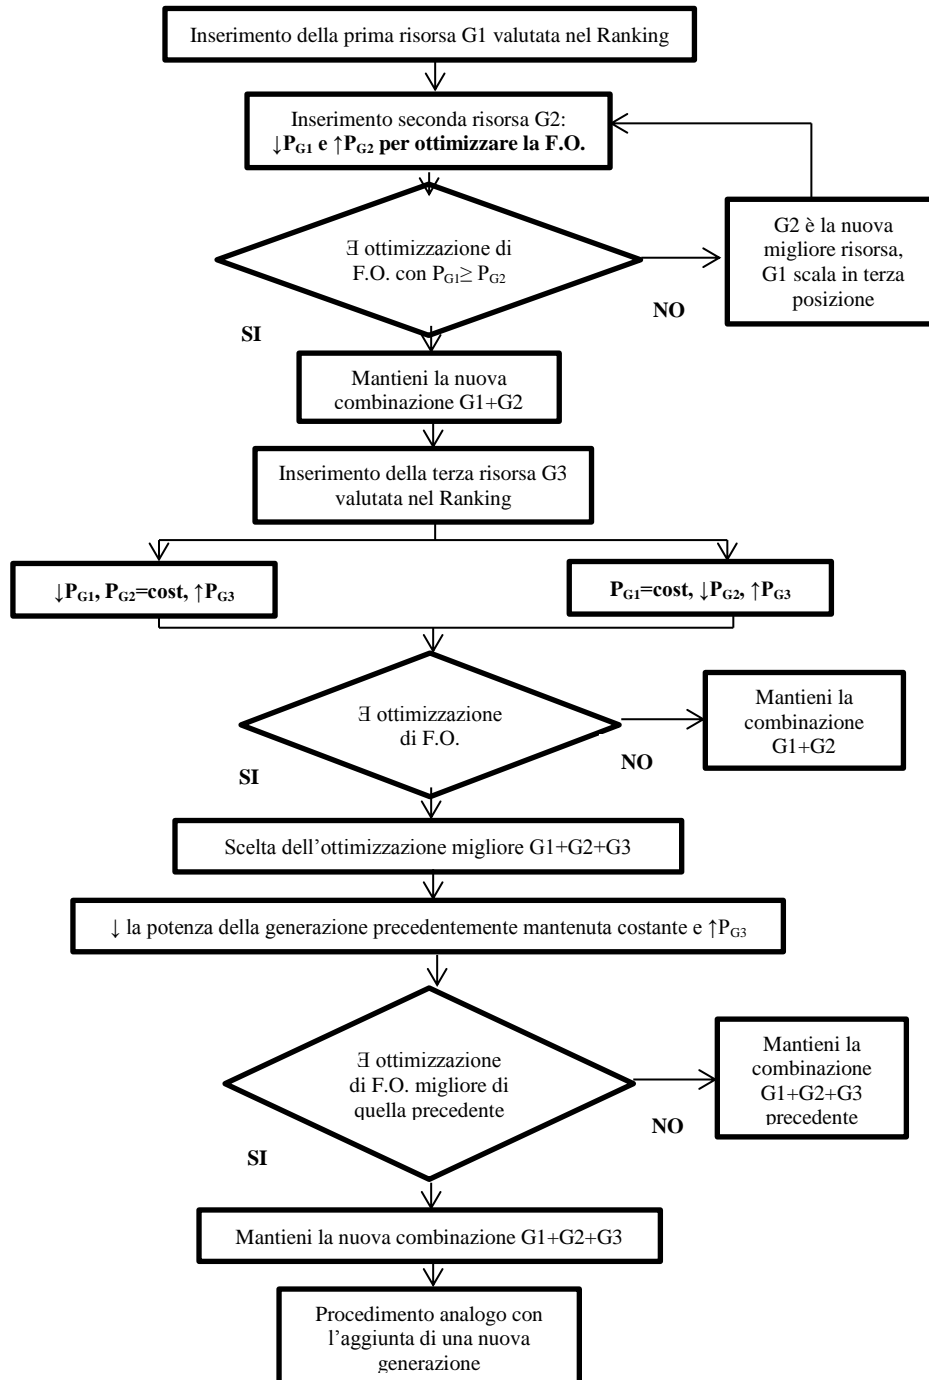 Inserimento della prima risorsa G1 valutata nel Ranking
Inserimento seconda risorsa G2:
↓PG1 e ↑PG2 per ottimizzare la F.O.
∃ ottimizzazione di
F.O. con PG1≥ PG2
G2 è la nuova
migliore risorsa,
G1 scala in terza
posizione
NO
SI
Mantieni la nuova
combinazione G1+G2
Inserimento della terza risorsa G3
valutata nel Ranking
↓PG1, PG2=cost, ↑PG3
PG1=cost, ↓PG2, ↑PG3
∃ ottimizzazione
di F.O.
Mantieni la
combinazione
G1+G2
NO
SI
Scelta dell’ottimizzazione migliore G1+G2+G3
↓ la potenza della generazione precedentemente mantenuta costante e ↑PG3
∃ ottimizzazione
di F.O. migliore di
quella precedente
Mantieni la
combinazione
G1+G2+G3
precedente
NO
SI
Mantieni la nuova combinazione G1+G2+G3
Procedimento analogo con
l’aggiunta di una nuova
generazione